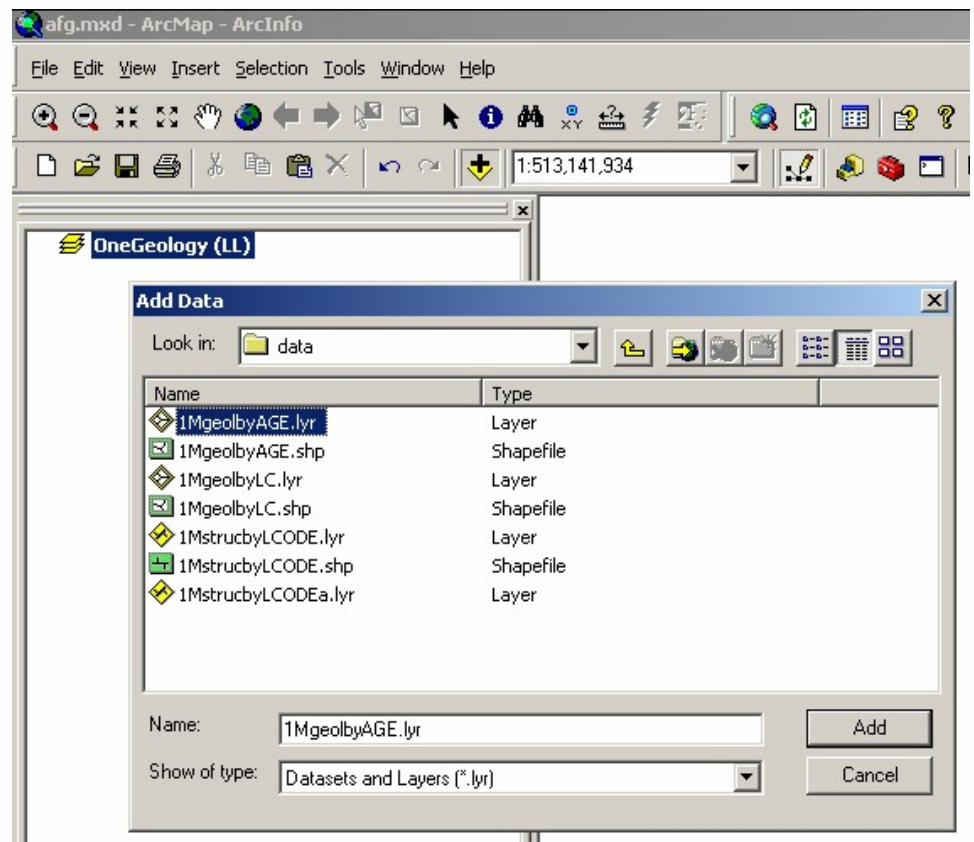 afg.mxd - ArcMap - ArcInfo
File Edit View Insert Selection Tools Window Help
XY
1:513,141,934
OneGeology (LL)
Add Data
Look in: data
Name Type
1MgeolbyAGE.lyr Layer
1MgeolbyAGE.shp Shapefile
1MgeolbyLC.lyr Layer
1MgeolbyLC.shp Shapefile
1MstrucbyLCODE.lyr Layer
1MstrucbyLCODE.shp Shapefile
1MstrucbyLCODEa.lyr Layer
Name: 1MgeolbyAGE.lyr Add
Show of type: Datasets and Layers (*.lyr) Cancel